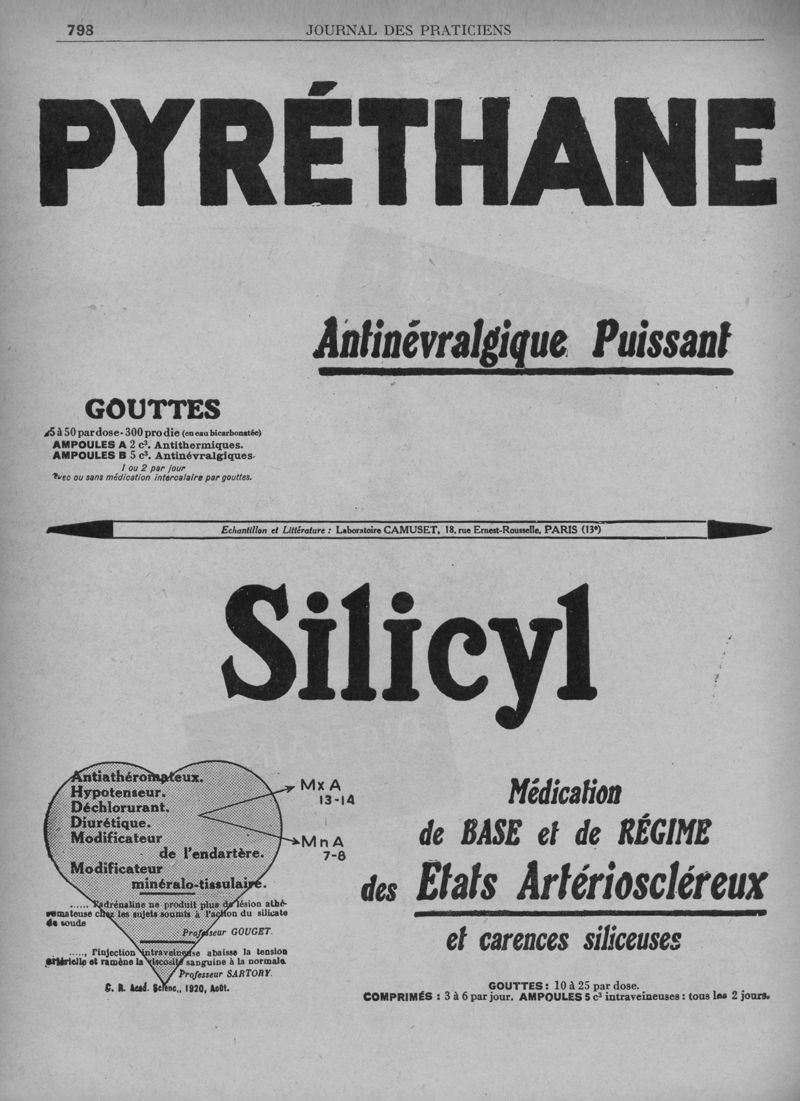 798
JOURNAL DES PRATICIENS
PYRÉTHANE
Antinévralgique Puissant
GOUTTES
25 à 50 par dose - 300 pro die (en eau bicarbonatée)
AMPOULES A 2 c³. Antithermiques.
AMPOULES B 5 c³. Antinévralgiques.
1 ou 2 par jour
Avec ou sans médication intercalaire par gouttes.
Echantillon et Littérature : Laboratoire CAMUSET, 18, rue Ernest-Rousselle, PARIS (13e)
Silicyl
Antiathéromateux.
Hypotenseur.
Déchlorurant.
Diurétique.
Modificateur
de l'endartère.
Modificateur
minéralo-tissulaire.
..... l'adrénaline ne produit plus de lésion athé-
romateuse chez les sujets soumis à l'action du silicate
de soude
Professeur GOUGET.
....., l'injection intraveineuse abaisse la tension
artérielle et ramène la viscosité sanguine à la normale.
Professeur SARTORY.
C. R. Acad. Scienc., 1920, Août.
MxA
13-14
MnA
7-8
Médication
de BASE et de RÉGIME
des Etats Artérioscléreux
et carences siliceuses
GOUTTES : 10 à 25 par dose.
COMPRIMÉS : 3 à 6 par jour. AMPOULES 5 c³ intraveineuses : tous les 2 jours.